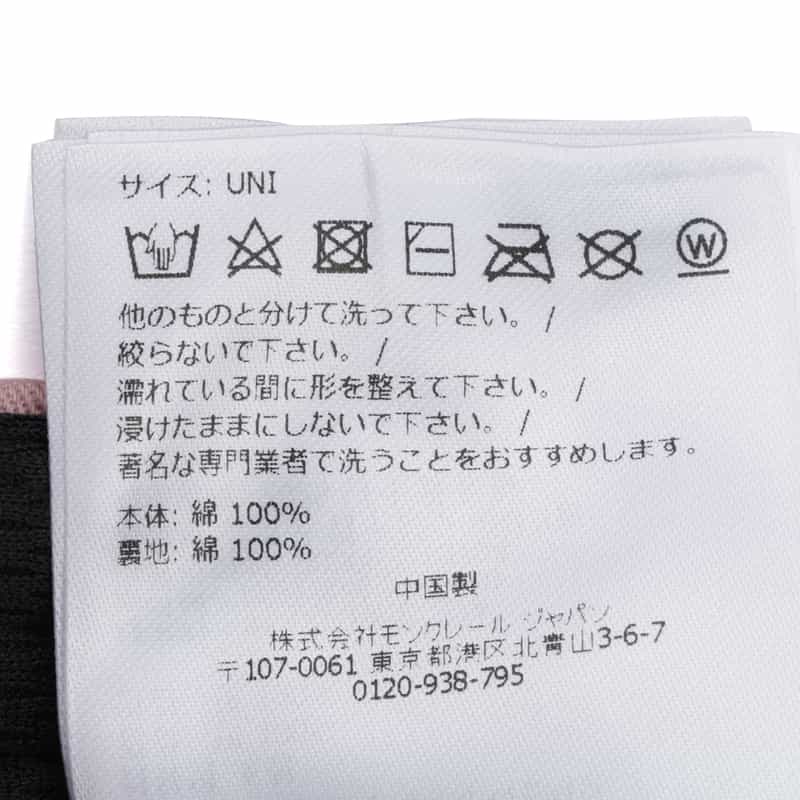 サイズ: UNI
W
他のものと分けて洗って下さい。 /
絞らないで下さい。 /
濡れている間に形を整えて下さい。 /
浸けたままにしないで下さい。 /
著名な専門業者で洗うことをおすすめします。
本体: 綿 100%
裏地: 綿 100%
中国製
株式会社モンクレール ジャパン
〒107-0061 東京都港区北青山3-6-7
0120-938-795